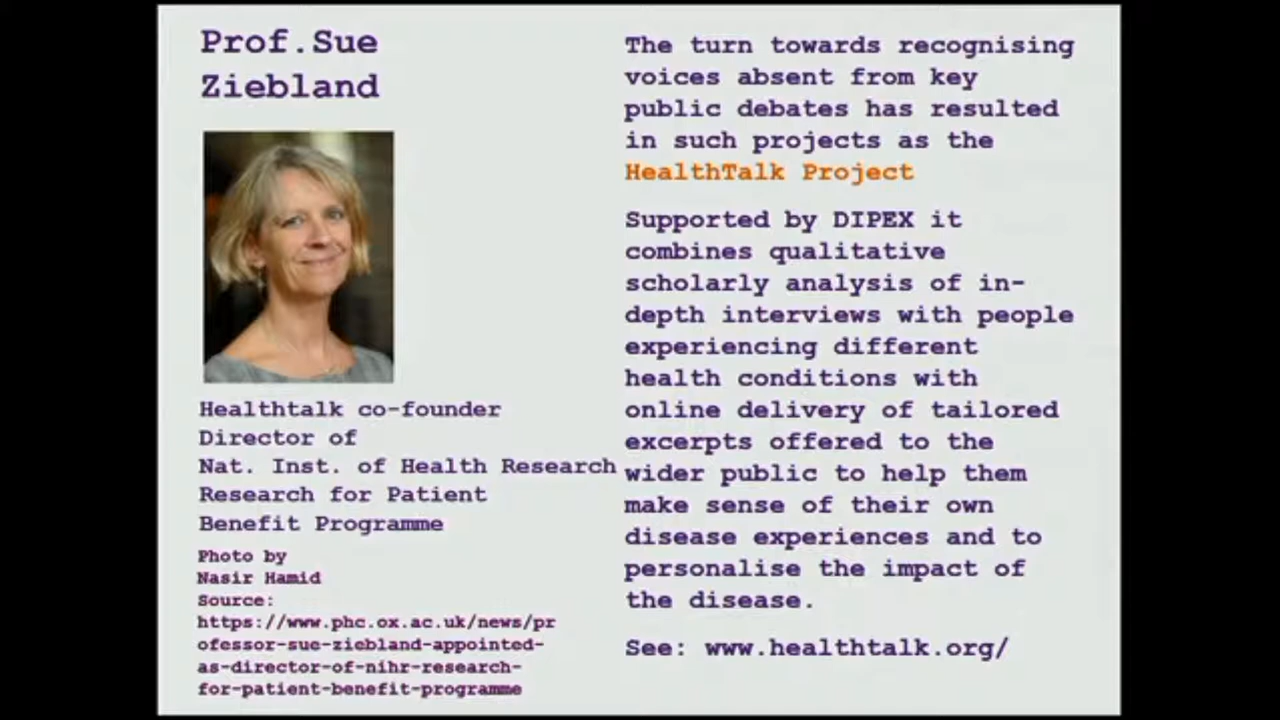 Prof.Sue
Ziebland
Healthtalk co-founder
Director of
Nat. Inst. of Health Research
Research for Patient
Benefit Programme
Photo by
Nasir Hamid
Source:
https://www.phc.ox.ac.uk/news/pr
ofessor-sue-ziebland-appointed-
as-director-of-nihr-research-
for-patient-benefit-programme
The turn towards recognising
voices absent from key
public debates has resulted
in such projects as the
HealthTalk Project
Supported by DIPEX it
combines qualitative
scholarly analysis of in-
depth interviews with people
experiencing different
health conditions with
online delivery of tailored
excerpts offered to the
wider public to help them
make sense of their own
disease experiences and to
personalise the impact of
the disease.
See: www.healthtalk.org/